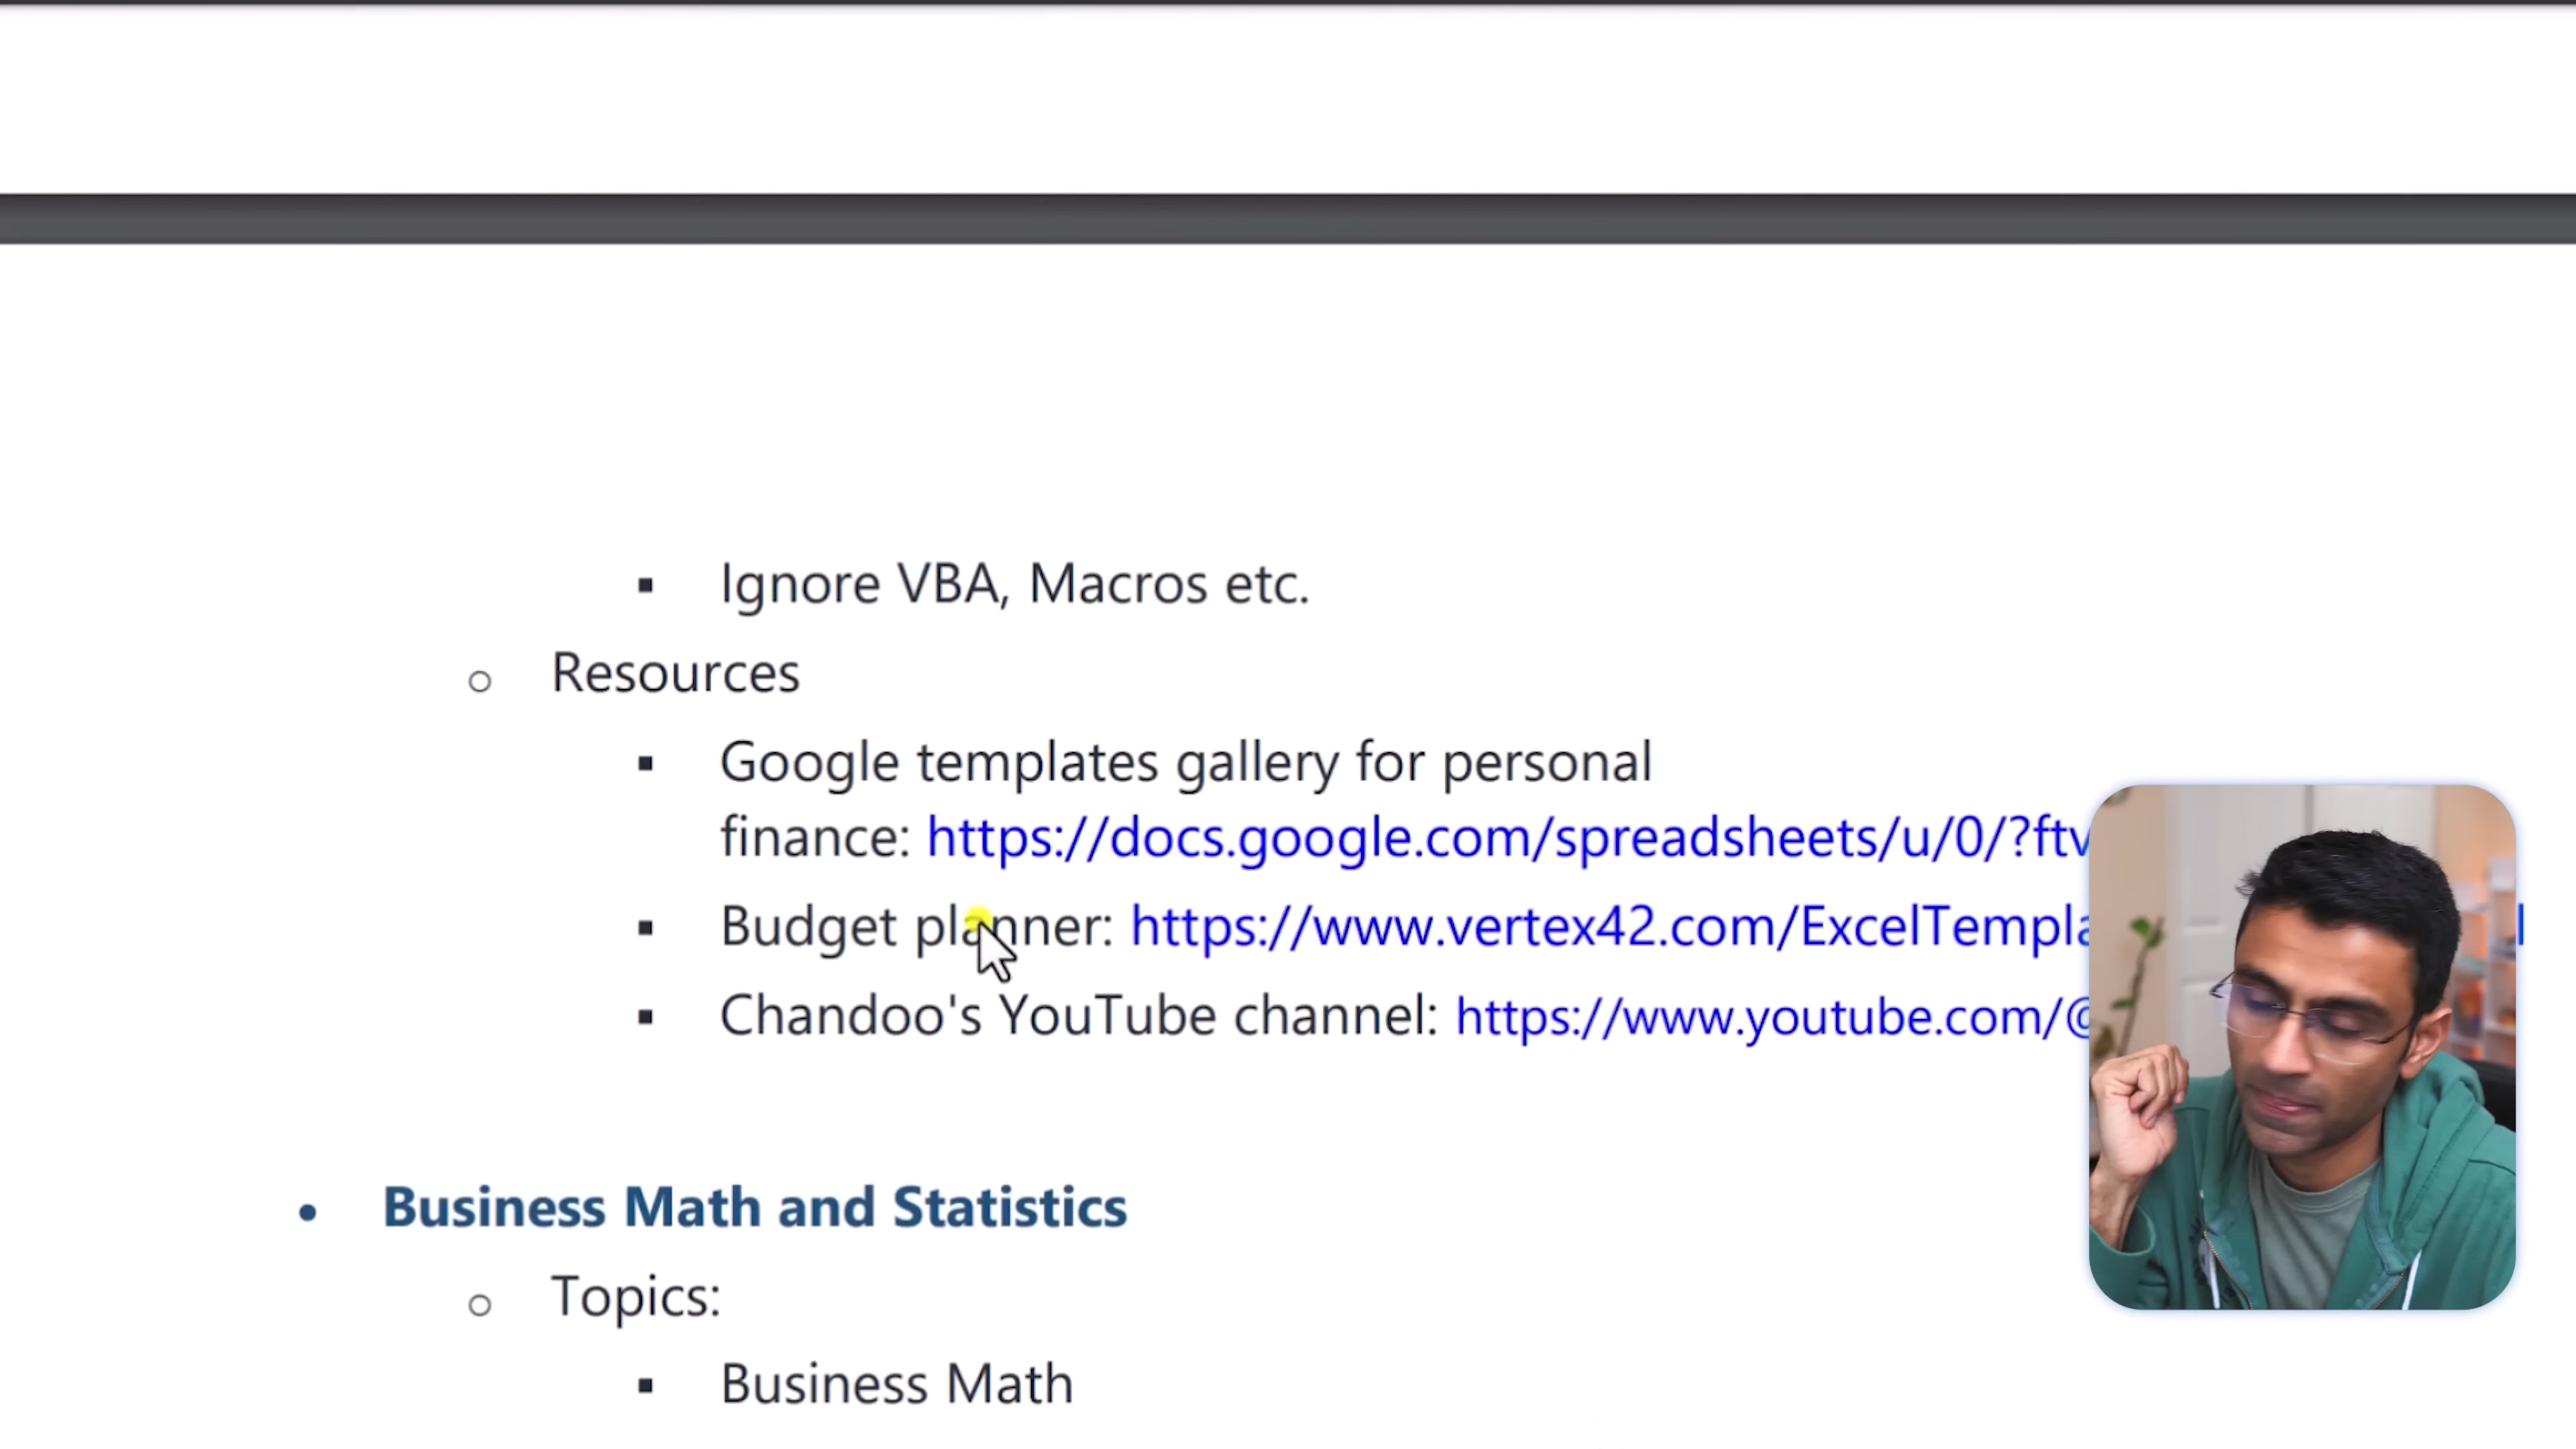 Ignore VBA, Macros etc.
Resources
Google templates gallery for personal
finance: https://docs.google.com/spreadsheets/u/0/?ftv
Budget planner: https://www.vertex42.com/ExcelTempla
Chandoo's YouTube channel: https://www.youtube.com/@
Business Math and Statistics
Topics:
Business Math